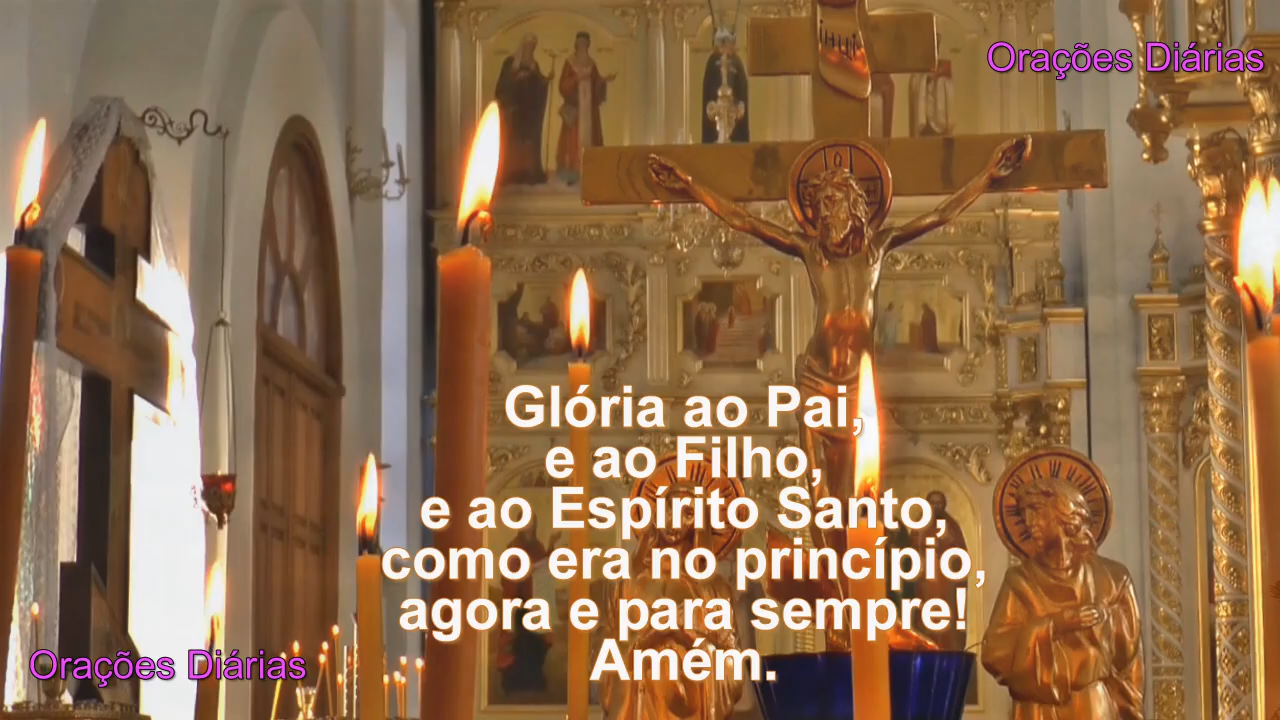 Orações Diárias
Glória ao Pai,
e ao Filho,
e ao Espírito Santo,
como era no princípio,
agora e para sempre!
Amém.
Orações Diárias